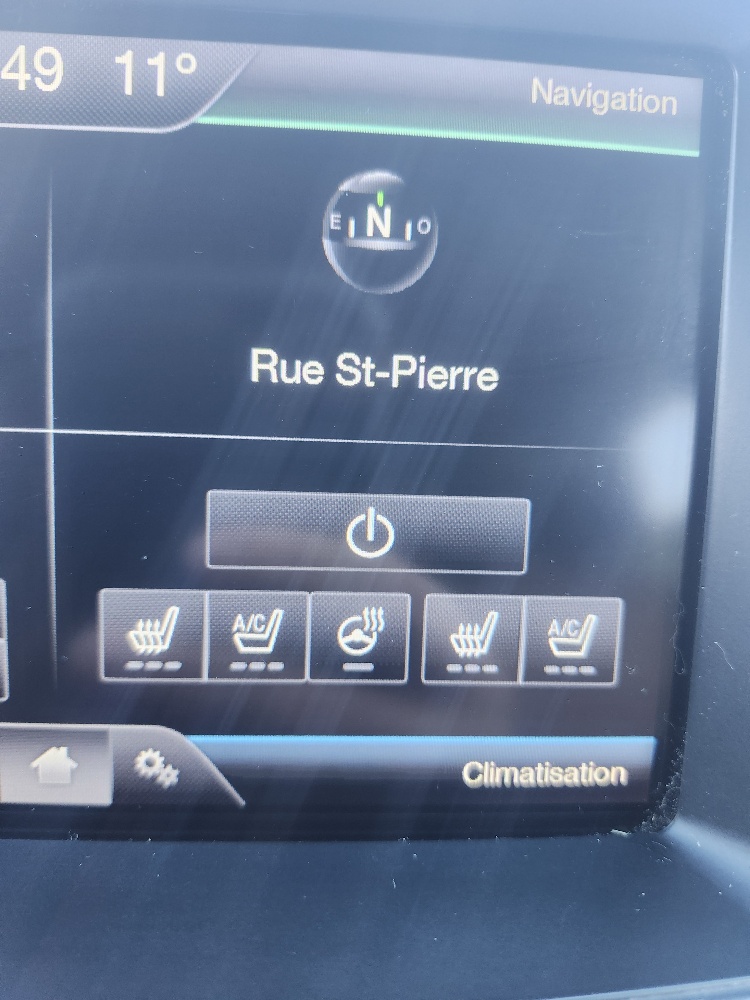 49 11°
Navigation
E N O
Rue St-Pierre
A/C A/C
Climatisation